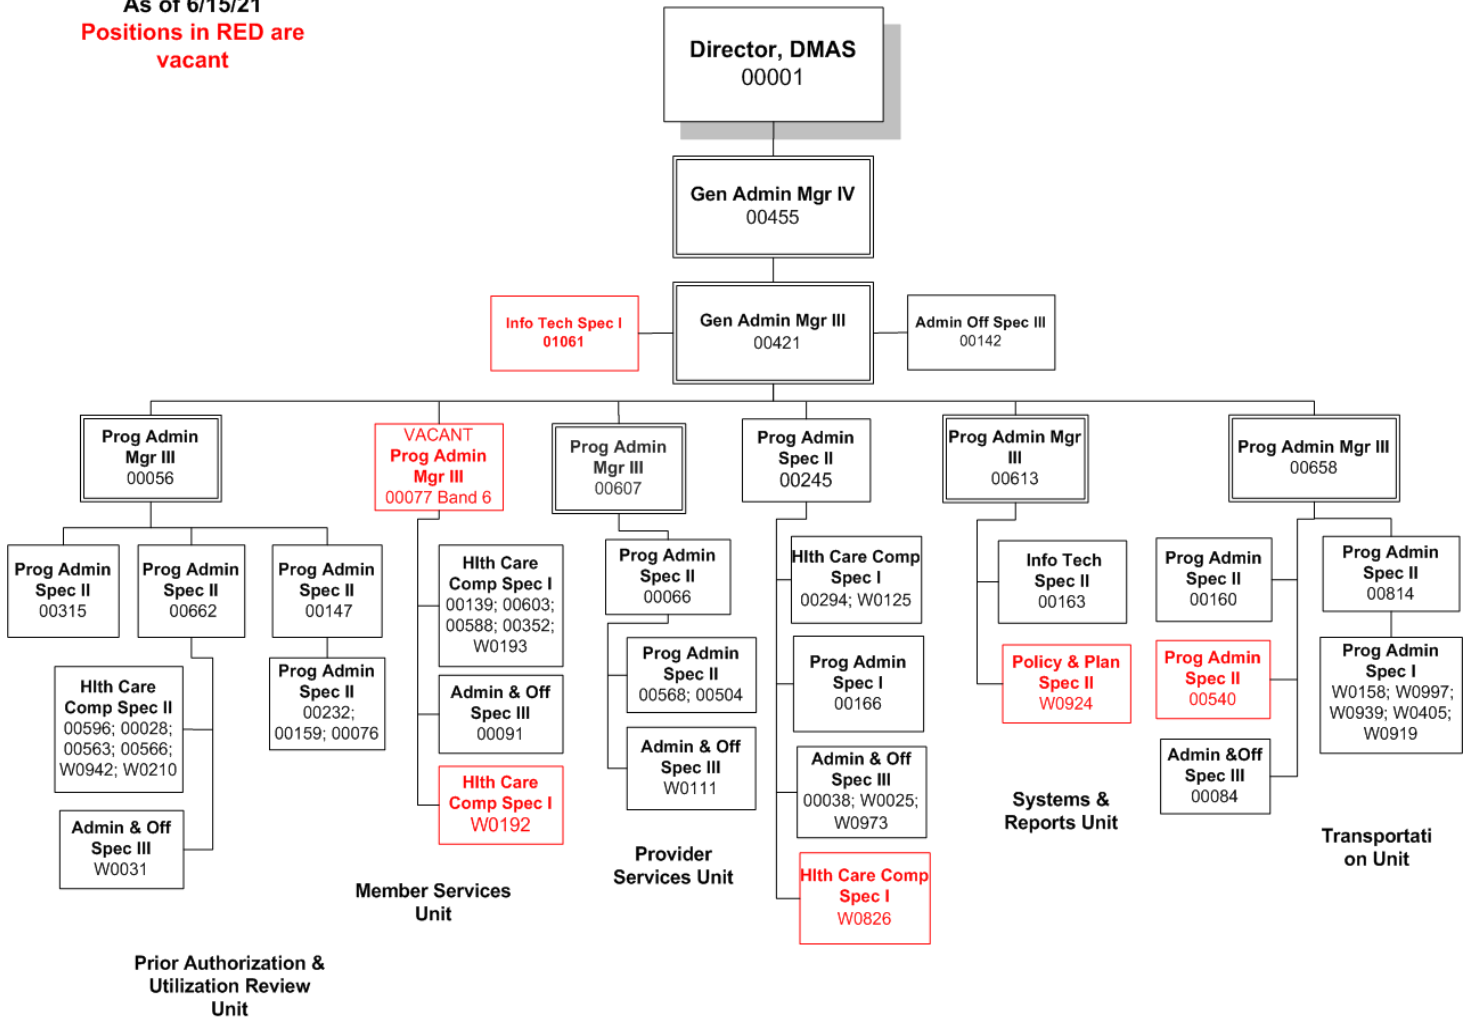 As of 6/15/21
Positions in RED are
vacant
Director, DMAS
00001
Gen Admin Mgr IV
00455
Gen Admin Mgr III
00421
Info Tech Spec I
01061
Admin Off Spec III
00142
Prog Admin
Mgr III
00056
VACANT
Prog Admin
Mgr III
00077 Band 6
Prog Admin
Mgr III
00607
Prog Admin
Spec II
00245
Prog Admin Mgr
III
00613
Prog Admin Mgr III
00658
Prog Admin
Spec II
00315
Prog Admin
Spec II
00662
Prog Admin
Spec II
00147
Hlth Care
Comp Spec II
00596; 00028;
00563; 00566;
W0942; W0210
Admin & Off
Spec III
W0031
Prog Admin
Spec II
00232;
00159; 00076
Prior Authorization &
Utilization Review
Unit
Hlth Care
Comp Spec I
00139; 00603;
00588; 00352;
W0193
Admin & Off
Spec III
00091
Hlth Care
Comp Spec I
W0192
Member Services
Unit
Prog Admin
Spec II
00066
Prog Admin
Spec II
00568; 00504
Admin & Off
Spec III
W0111
Provider
Services Unit
Hlth Care Comp
Spec I
00294; W0125
Prog Admin
Spec I
00166
Admin & Off
Spec III
00038; W0025;
W0973
Hlth Care Comp
Spec I
W0826
Info Tech
Spec II
00163
Policy & Plan
Spec II
W0924
Systems &
Reports Unit
Prog Admin
Spec II
00160
Prog Admin
Spec II
00540
Admin &Off
Spec III
00084
Prog Admin
Spec II
00814
Prog Admin
Spec I
W0158; W0997;
W0939; W0405;
W0919
Transportati
on Unit